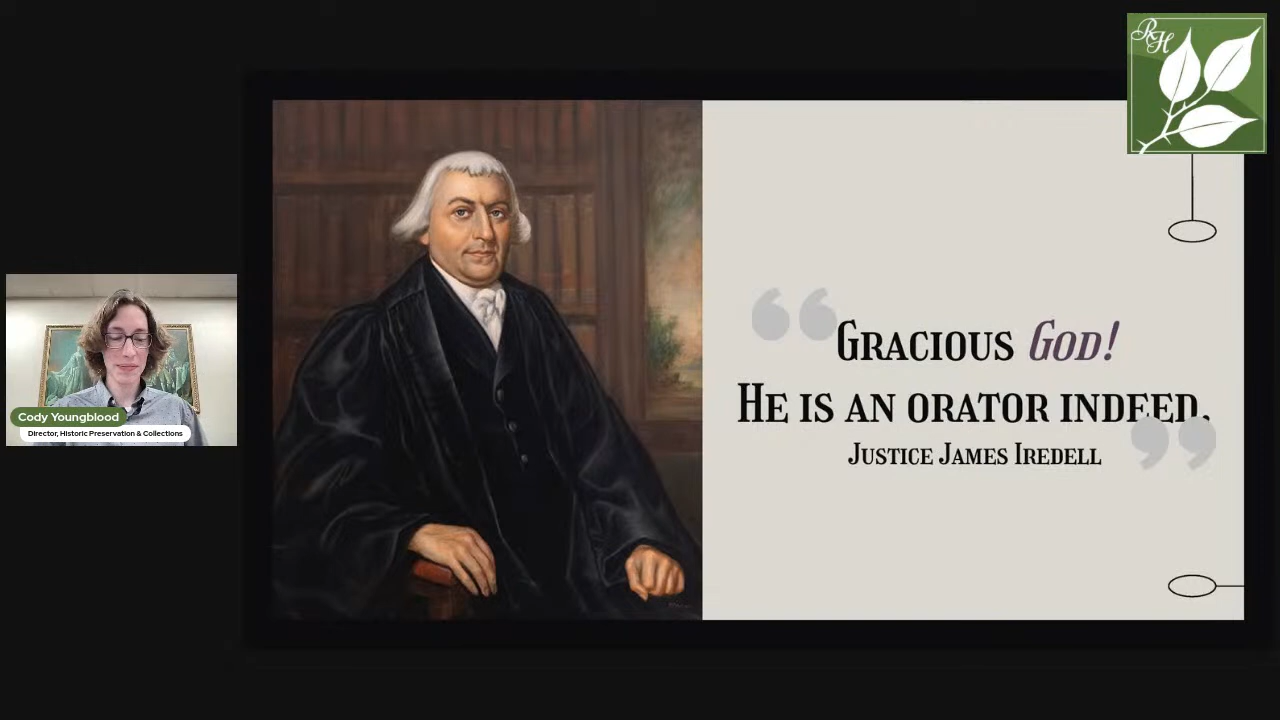 RH
GRACIOUS GOD!
HE IS AN ORATOR INDEED.
JUSTICE JAMES IREDELL
Cody Youngblood
Director, Historic Preservation & Collections